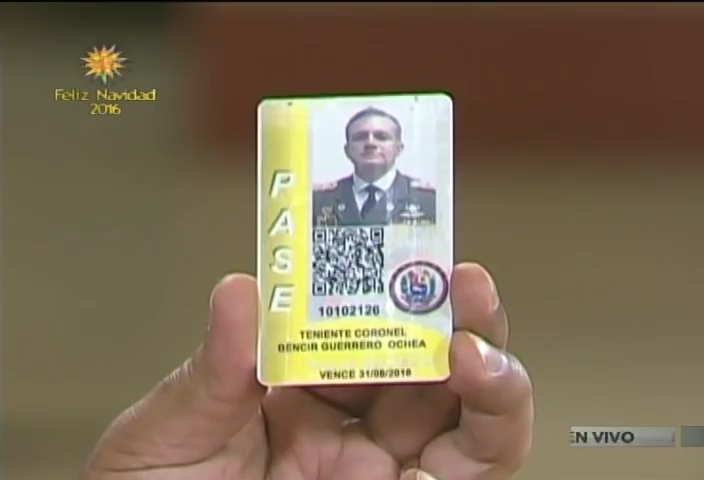 Feliz Navidad
2016
PASE
10102120
TENIENTE CORONEL
BENCIR GUERRERO OCHEA
VENCE 31/08/2018
EN VIVO